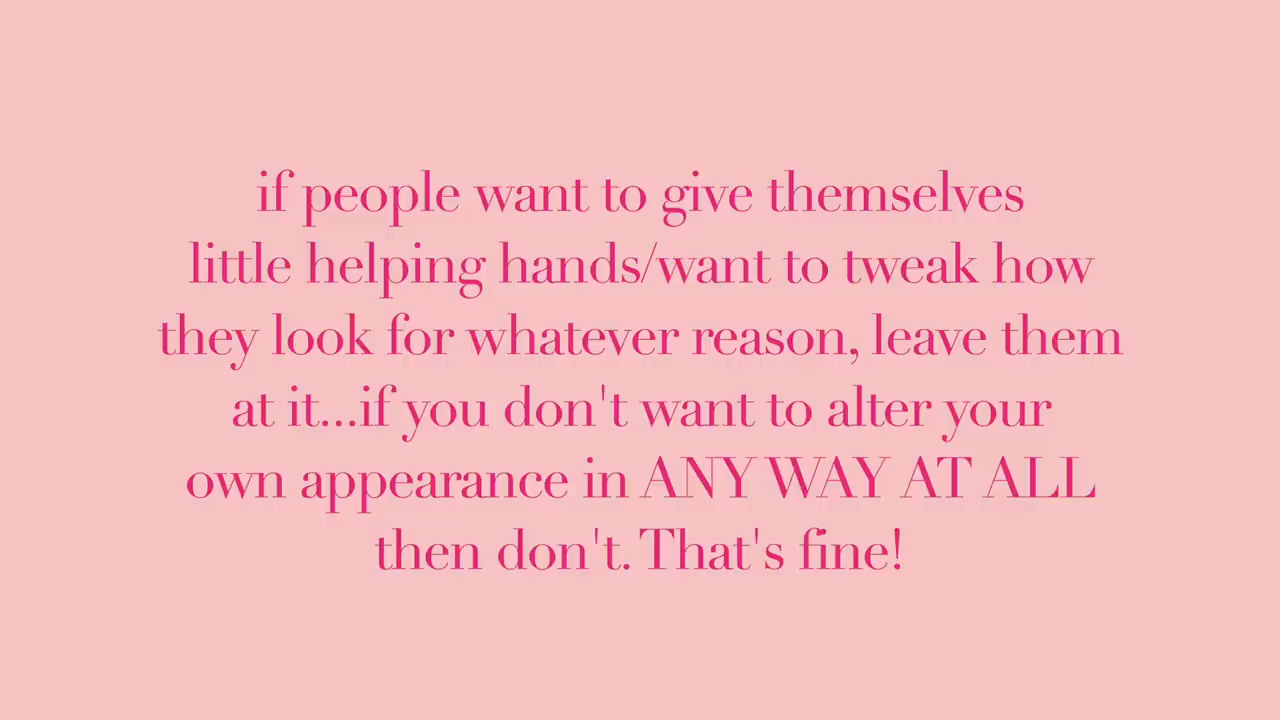 if people want to give themselves
little helping hands/want to tweak how
they look for whatever reason, leave them
at it...if you don't want to alter your
own appearance in ANY WAY AT ALL
then don't. That's fine!